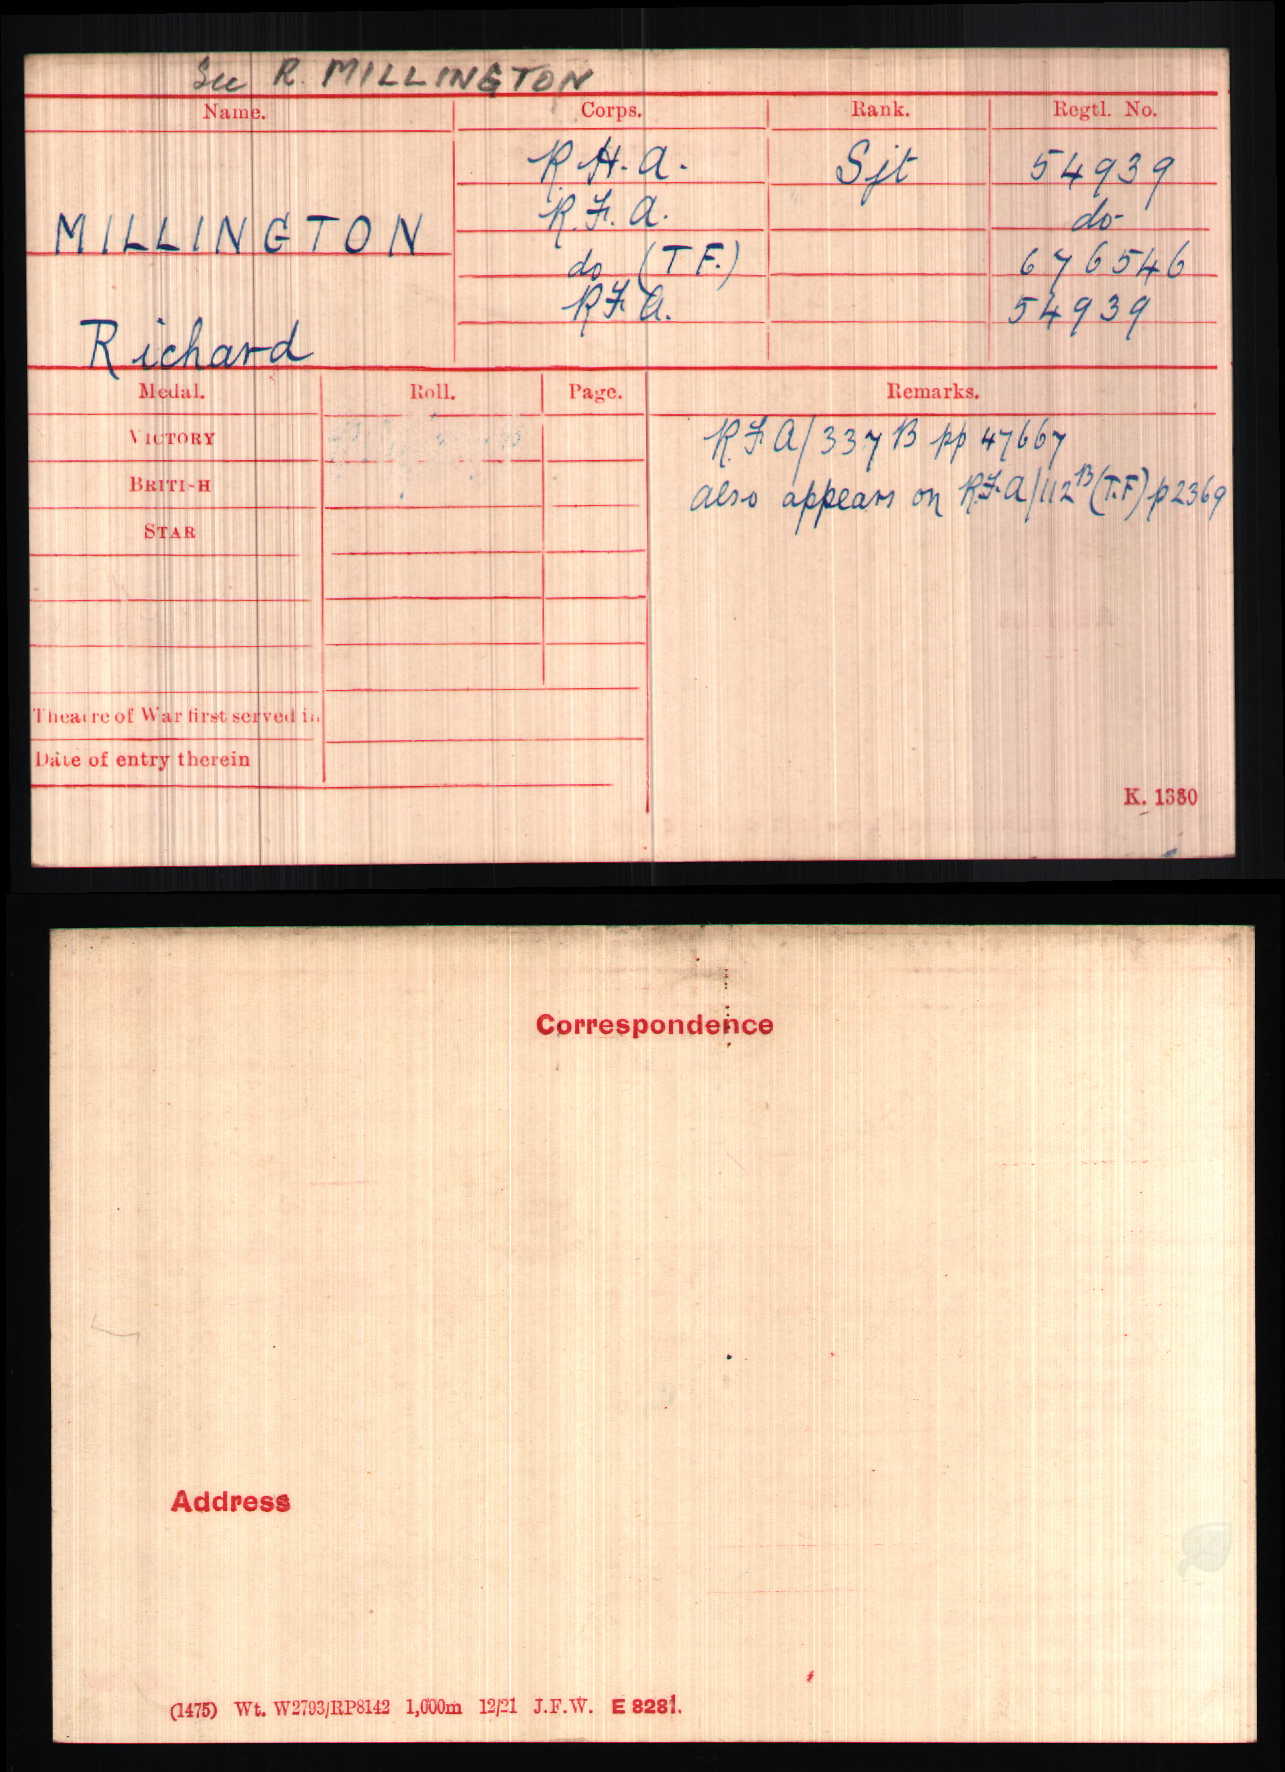 See R. MILLINGTON
Name. Corps. Rank. Regtl. No.
R.H.A. Sjt 54939
MILLINGTON R.F.A. do
do (T.F.) 676546
Richard R.F.A. 54939
Medal. Roll. Page. Remarks.
VICTORY R.F.A/337B pp 47667
BRITISH also appears on R.F.A/112B(T.F) p2369
STAR
Theatre of War first served in
Date of entry therein
K. 1380
Correspondence
Address
(1475) Wt. W2793/RP8142 1,000m 12/21 J.F.W. E 8281.